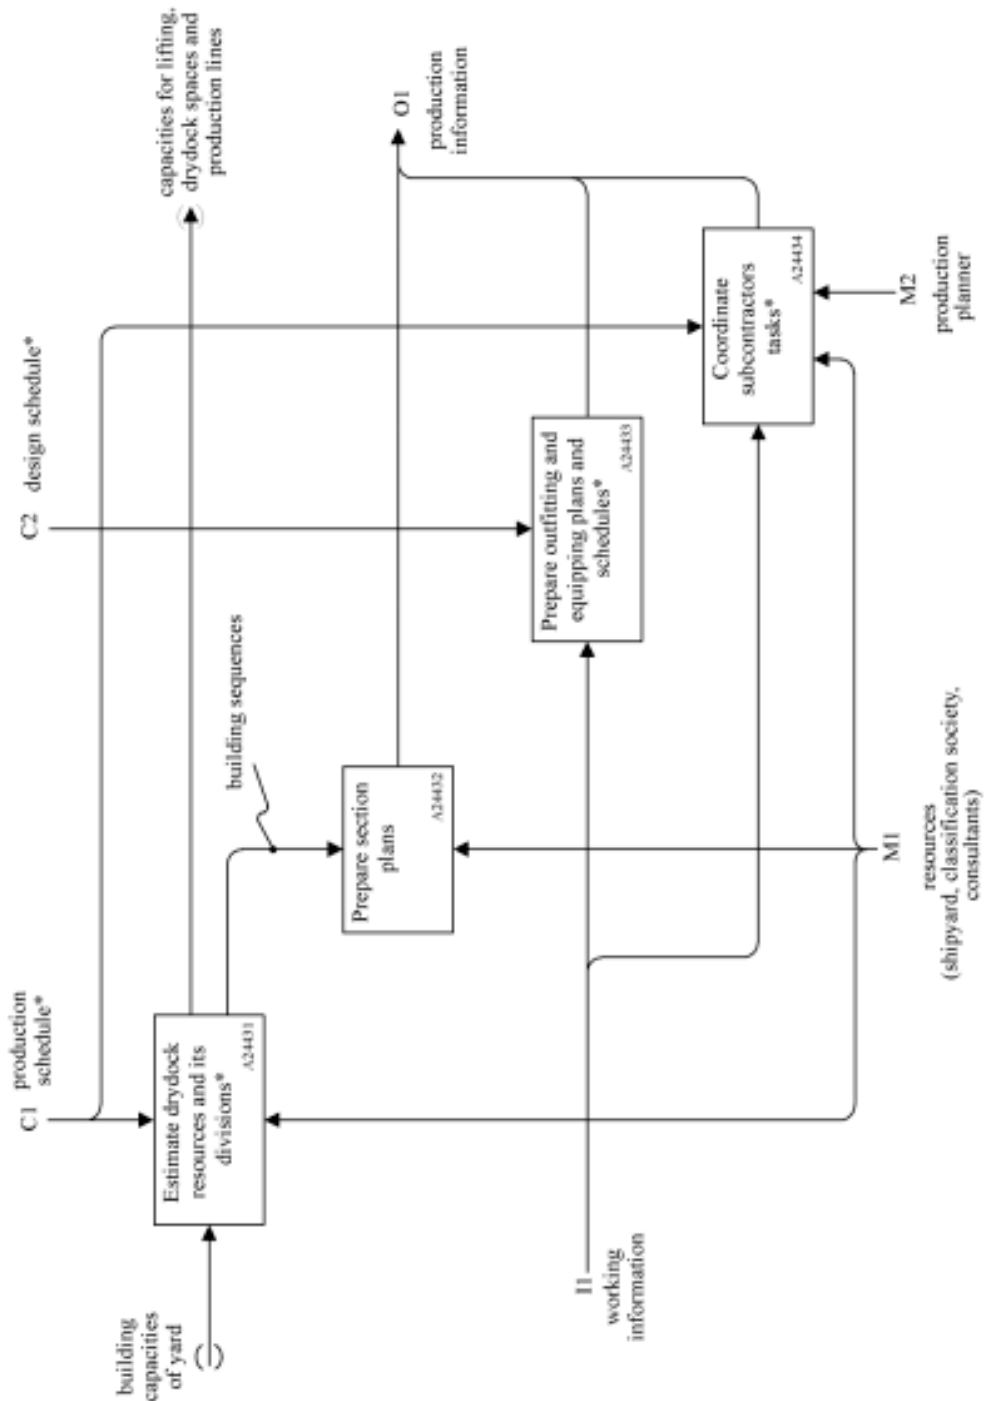 C1
production
schedule*
C2
design schedule*
capacities for lifting,
drydock spaces and
production lines
building
capacities
of yard
Estimate drydock
resources and its
divisions*
A24431
building sequences
Prepare section
plans
A24432
O1
production
information
Prepare outfitting and
equipping plans and
schedules*
A24433
I1
working
information
Coordinate
subcontractors
tasks*
A24434
M1
resources
(shipyard, classification society,
consultants)
M2
production
planner